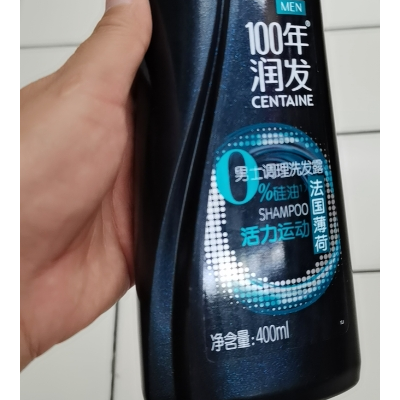 MEN
100年®
润发
CENTAINE
男士调理洗发露
0%硅油
SHAMPOO
活力运动
法国薄荷
净含量:400ml